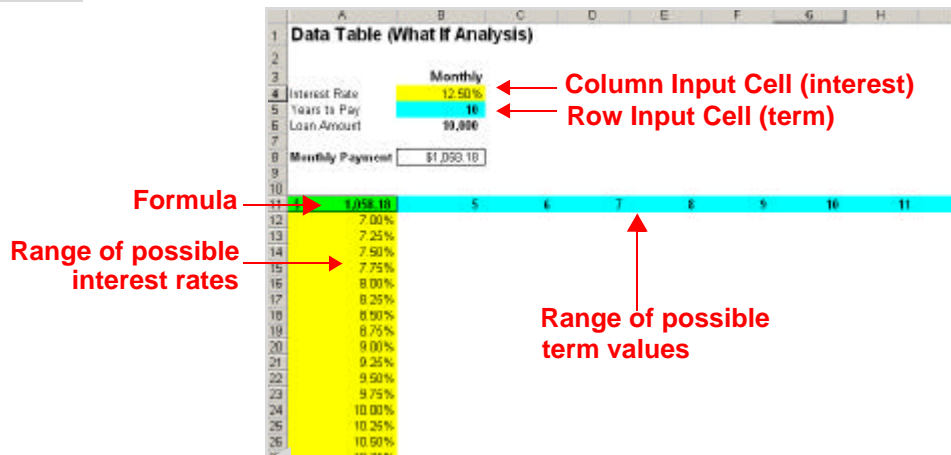 A B C D E F G H
1 Data Table (What If Analysis)
2
3 Monthly
4 Interest Rate 12.50%
5 Years to Pay 10
6 Loan Amount
7
8 Monthly Payment
9
10
11 1,058.18 5 6 7 8 9 10 11
12 7.00%
13 7.25%
14 7.50%
15 7.75%
16 8.00%
17 8.25%
18 8.50%
19 8.75%
20 9.00%
21 9.25%
22 9.50%
23 9.75%
24 10.00%
25 10.25%
26 10.50%
Column Input Cell (interest)
Row Input Cell (term)
Formula
Range of possible
interest rates
Range of possible
term values